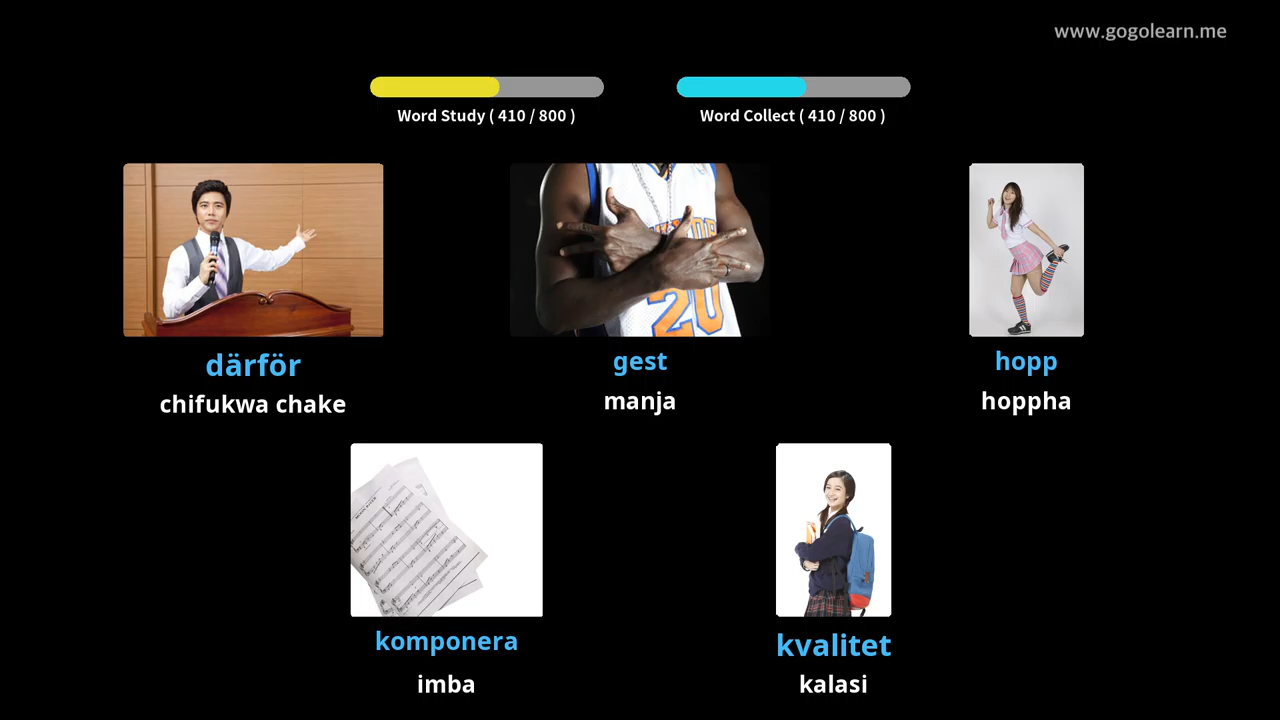 www.gogolearn.me
Word Study ( 410 / 800 )
Word Collect ( 410 / 800 )
därför
chifukwa chake
gest
manja
hopp
hoppha
20
komponera
imba
kvalitet
kalasi